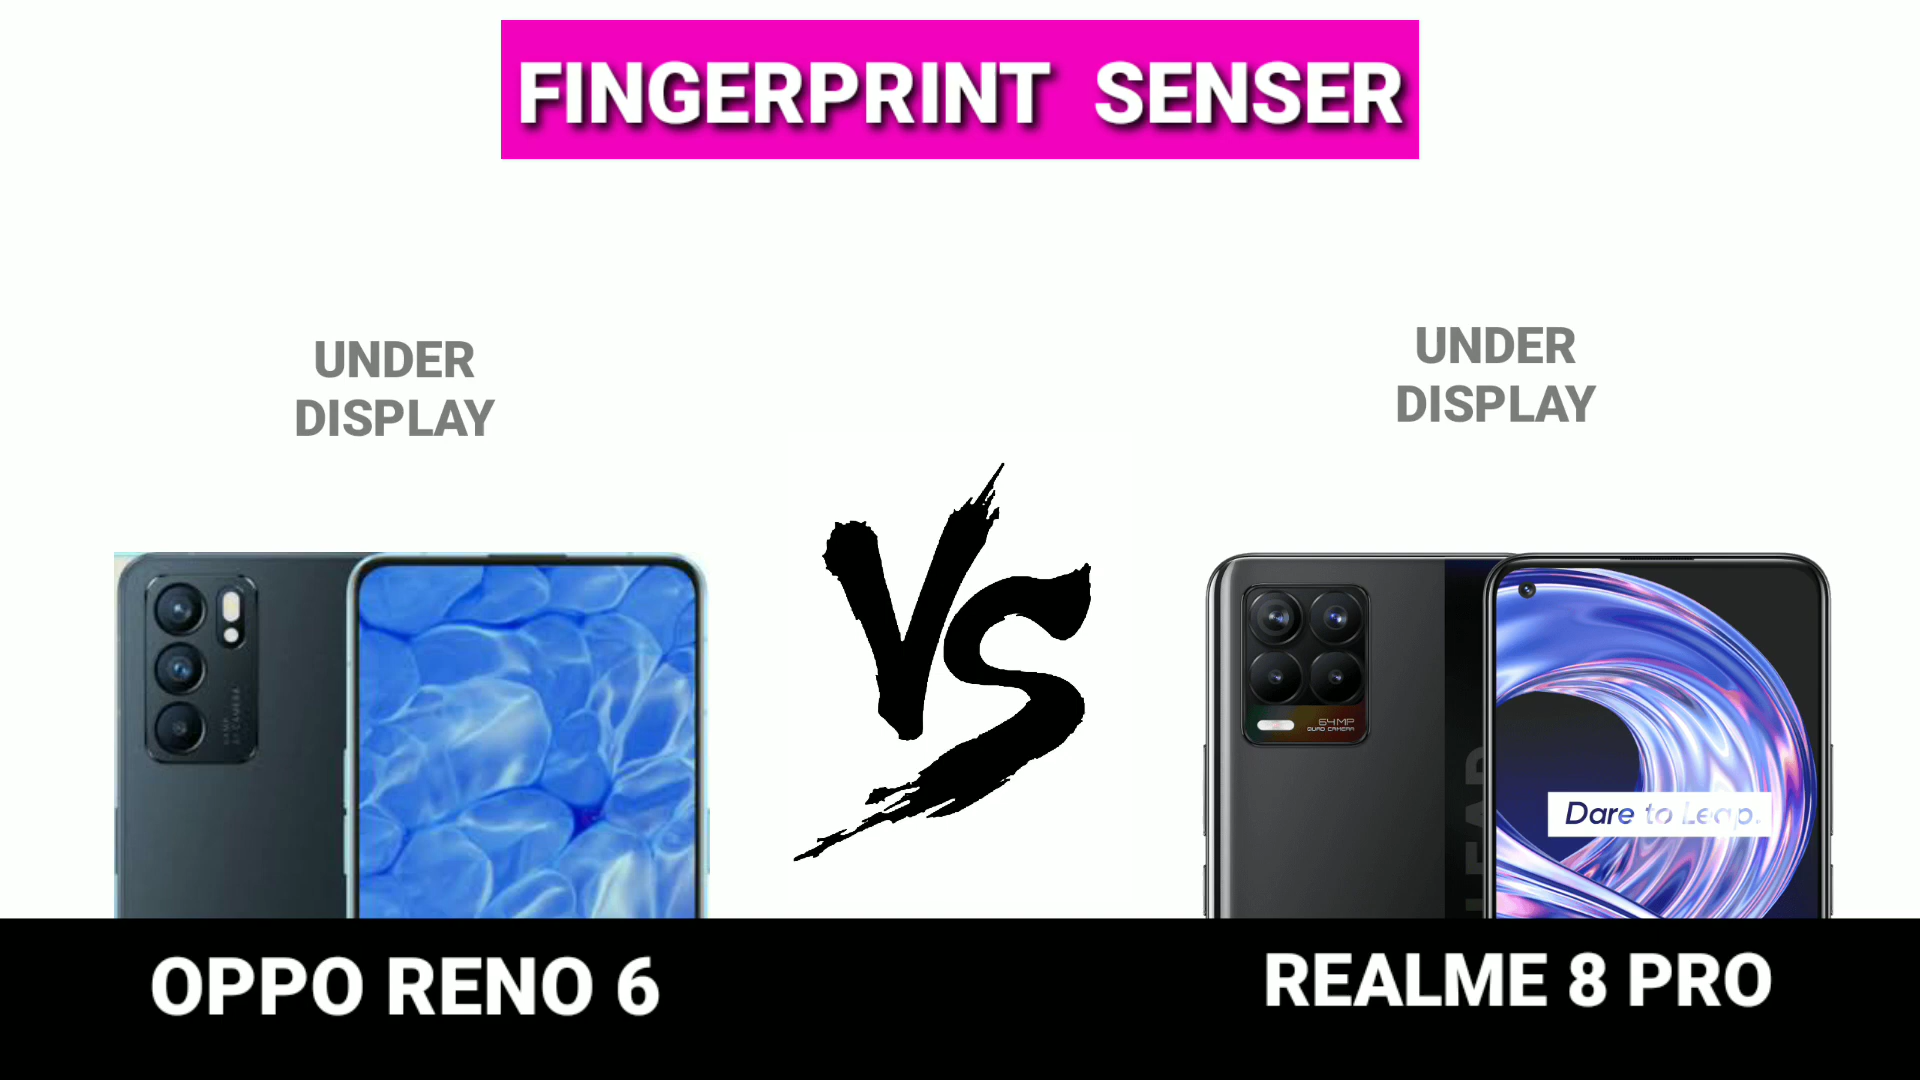 FINGERPRINT SENSER
UNDER
DISPLAY
UNDER
DISPLAY
VS
64MP
QUAD CAMERA
Dare to Leap.
OPPO RENO 6
REALME 8 PRO